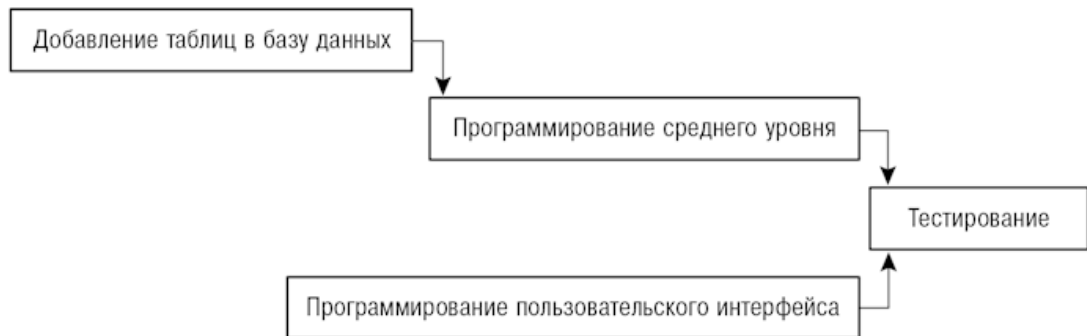 Добавление таблиц в базу данных
Программирование среднего уровня
Тестирование
Программирование пользовательского интерфейса